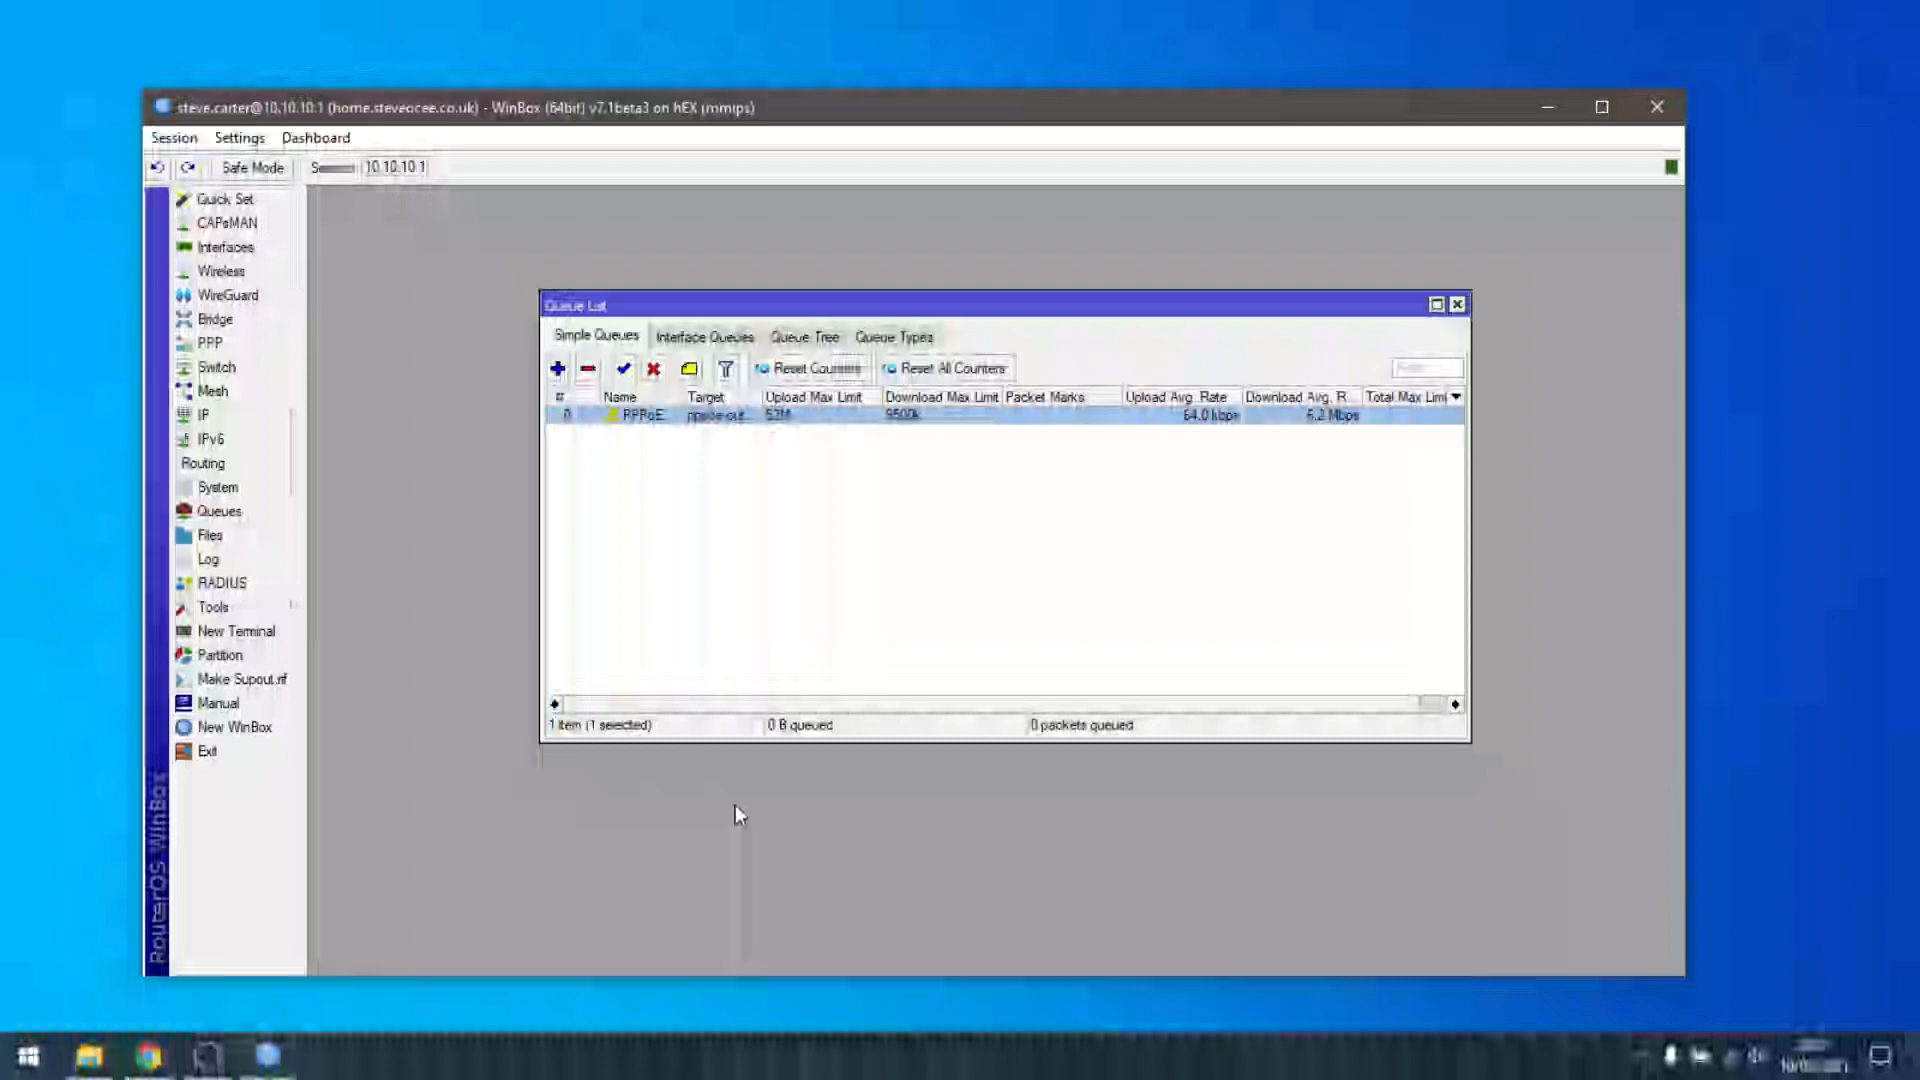 steve.carter@10.10.10.1 (home.steveocee.co.uk) - WinBox (64bit) v7.1beta3 on hEX (mmips)
Session Settings Dashboard
Safe Mode 10.10.10.1
Quick Set
CAPsMAN
Interfaces
Wireless
WireGuard
Bridge
PPP
Switch
Mesh
IP
IPv6
Routing
System
Queues
Files
Log
RADIUS
Tools
New Terminal
Partition
Make Supout.rif
Manual
New WinBox
Exit
RouterOS WinBox
Queue List
Simple Queues Interface Queues Queue Tree Queue Types
Reset Counters Reset All Counters
# Name Target Upload Max Limit Download Max Limit Packet Marks Upload Avg. Rate Download Avg. R... Total Max Limi
0 pppoe-out... 52M 9500k 64.0 kbps 6.2 Mbps
1 item (1 selected) 0 B queued 0 packets queued